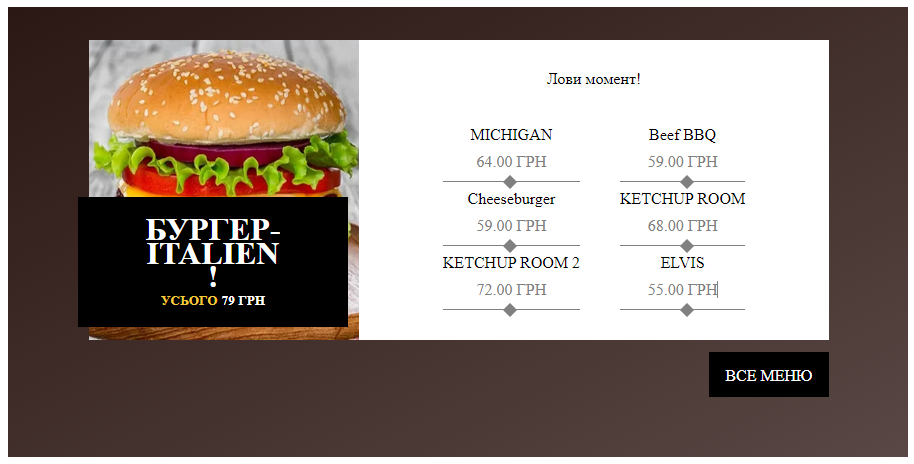 Лови момент!
MICHIGAN
64.00 ГРН
Beef BBQ
59.00 ГРН
Cheeseburger
59.00 ГРН
KETCHUP ROOM
68.00 ГРН
KETCHUP ROOM 2
72.00 ГРН
ELVIS
55.00 ГРН
БУРГЕР-
ITALIEN
!
УСЬОГО 79 ГРН
ВСЕ МЕНЮ